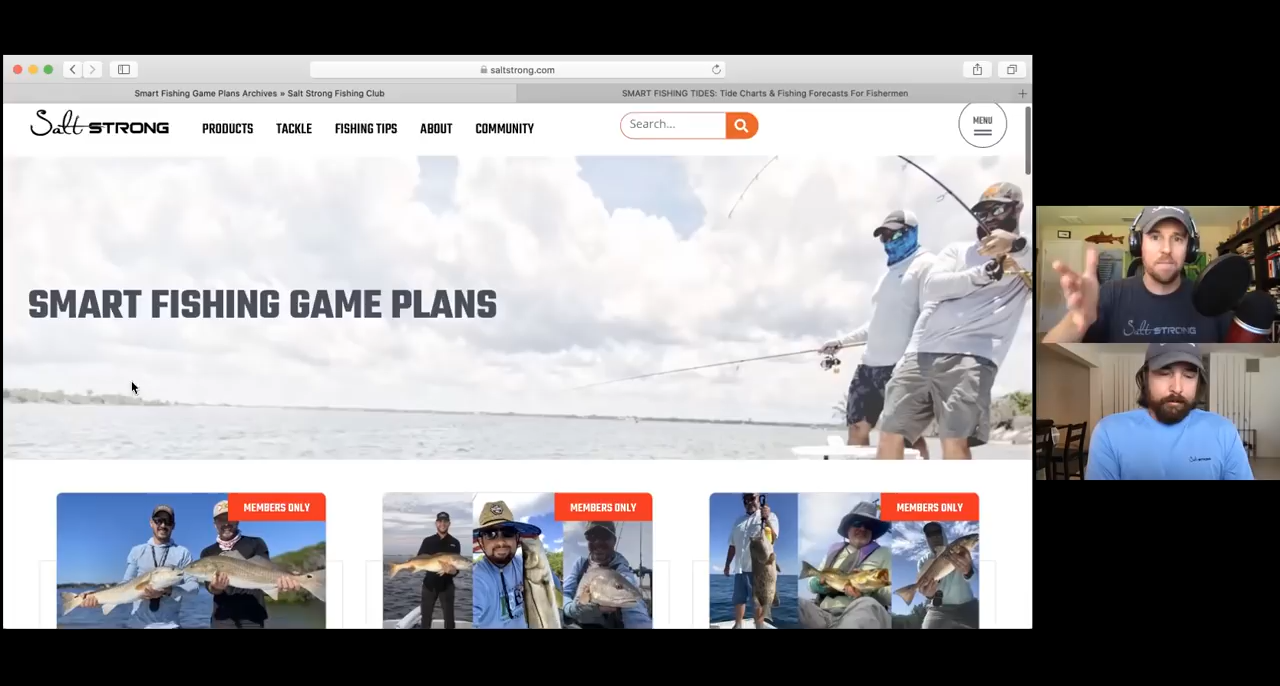 saltstrong.com
Smart Fishing Game Plans Archives » Salt Strong Fishing Club
SMART FISHING TIDES: Tide Charts & Fishing Forecasts For Fishermen
Salt STRONG
PRODUCTS
TACKLE
FISHING TIPS
ABOUT
COMMUNITY
Search...
MENU
SMART FISHING GAME PLANS
MEMBERS ONLY
MEMBERS ONLY
MEMBERS ONLY
Salt STRONG